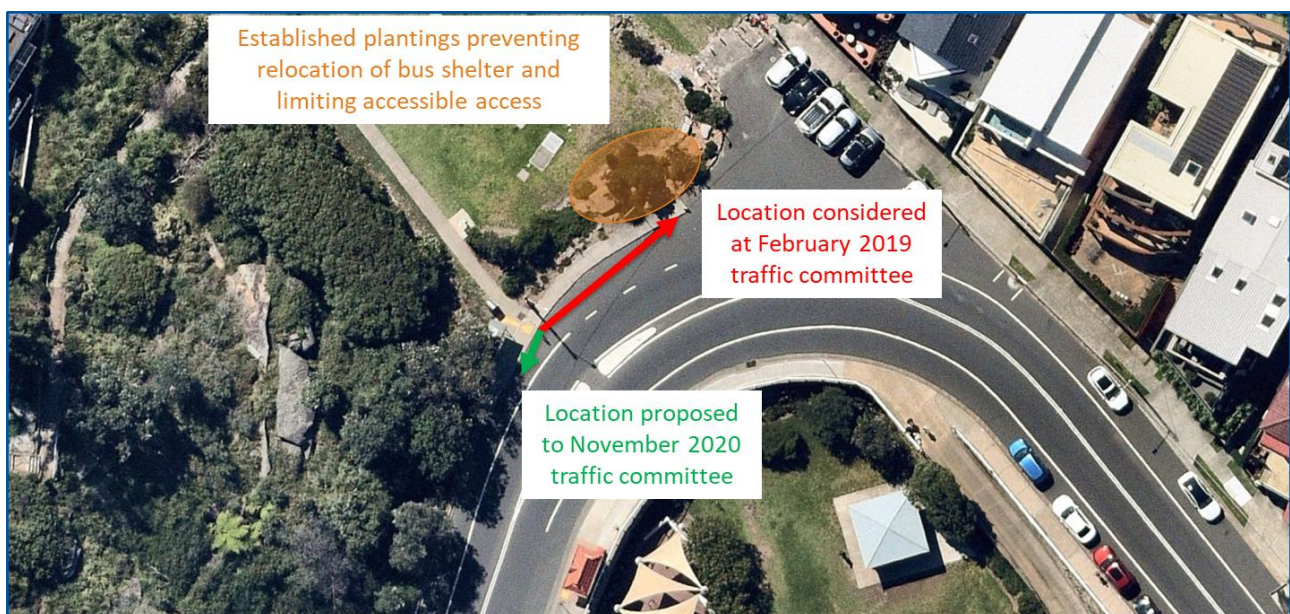 Established plantings preventing
relocation of bus shelter and
limiting accessible access
Location considered
at February 2019
traffic committee
Location proposed
to November 2020
traffic committee